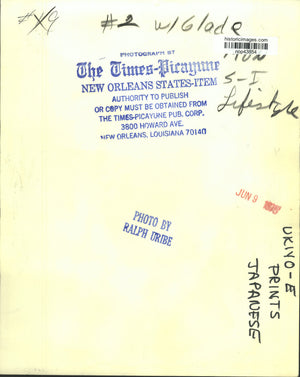 #2 w/Glade
historicimages.com
PHOTOGRAPH BY
The Times-Picayune
NEW ORLEANS STATES-ITEM
AUTHORITY TO PUBLISH
OR COPY MUST BE OBTAINED FROM
THE TIMES-PICAYUNE PUB. CORP.
3800 HOWARD AVE.
NEW ORLEANS, LOUISIANA 70140
S-I
Lifestyle
JUN 9
PHOTO BY
RALPH URIBE
UKIYO-E
PRINTS
JAPANESE